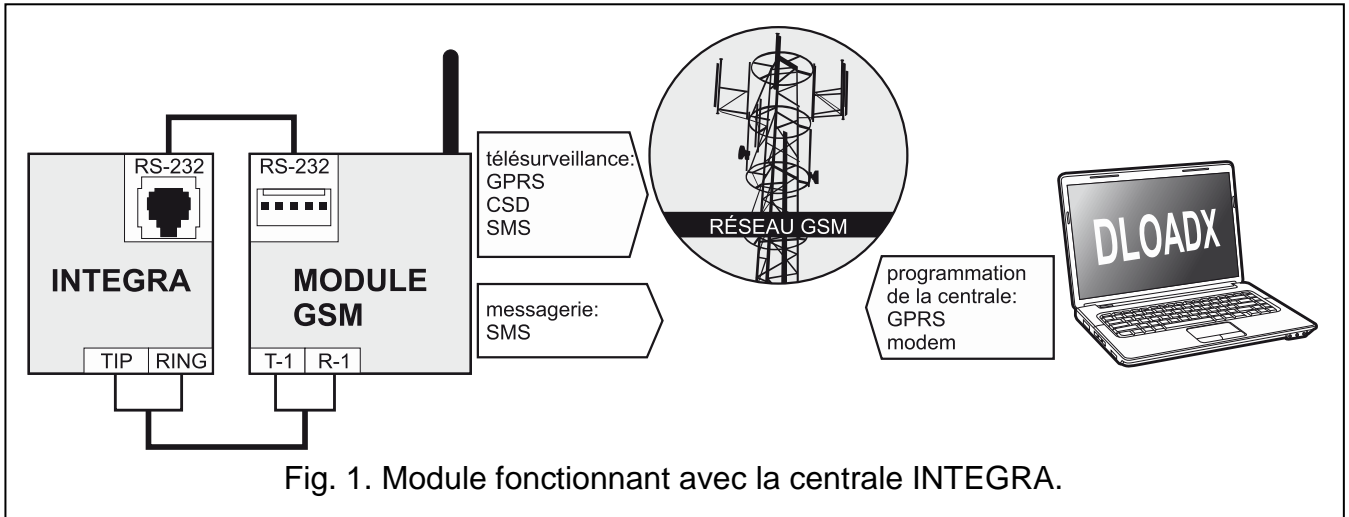 RS-232
INTEGRA
TIP RING
RS-232
MODULE
GSM
T-1 R-1
télésurveillance:
GPRS
CSD
SMS
messagerie:
SMS
RÉSEAU GSM
programmation
de la centrale:
GPRS
modem
DLOADX
Fig. 1. Module fonctionnant avec la centrale INTEGRA.